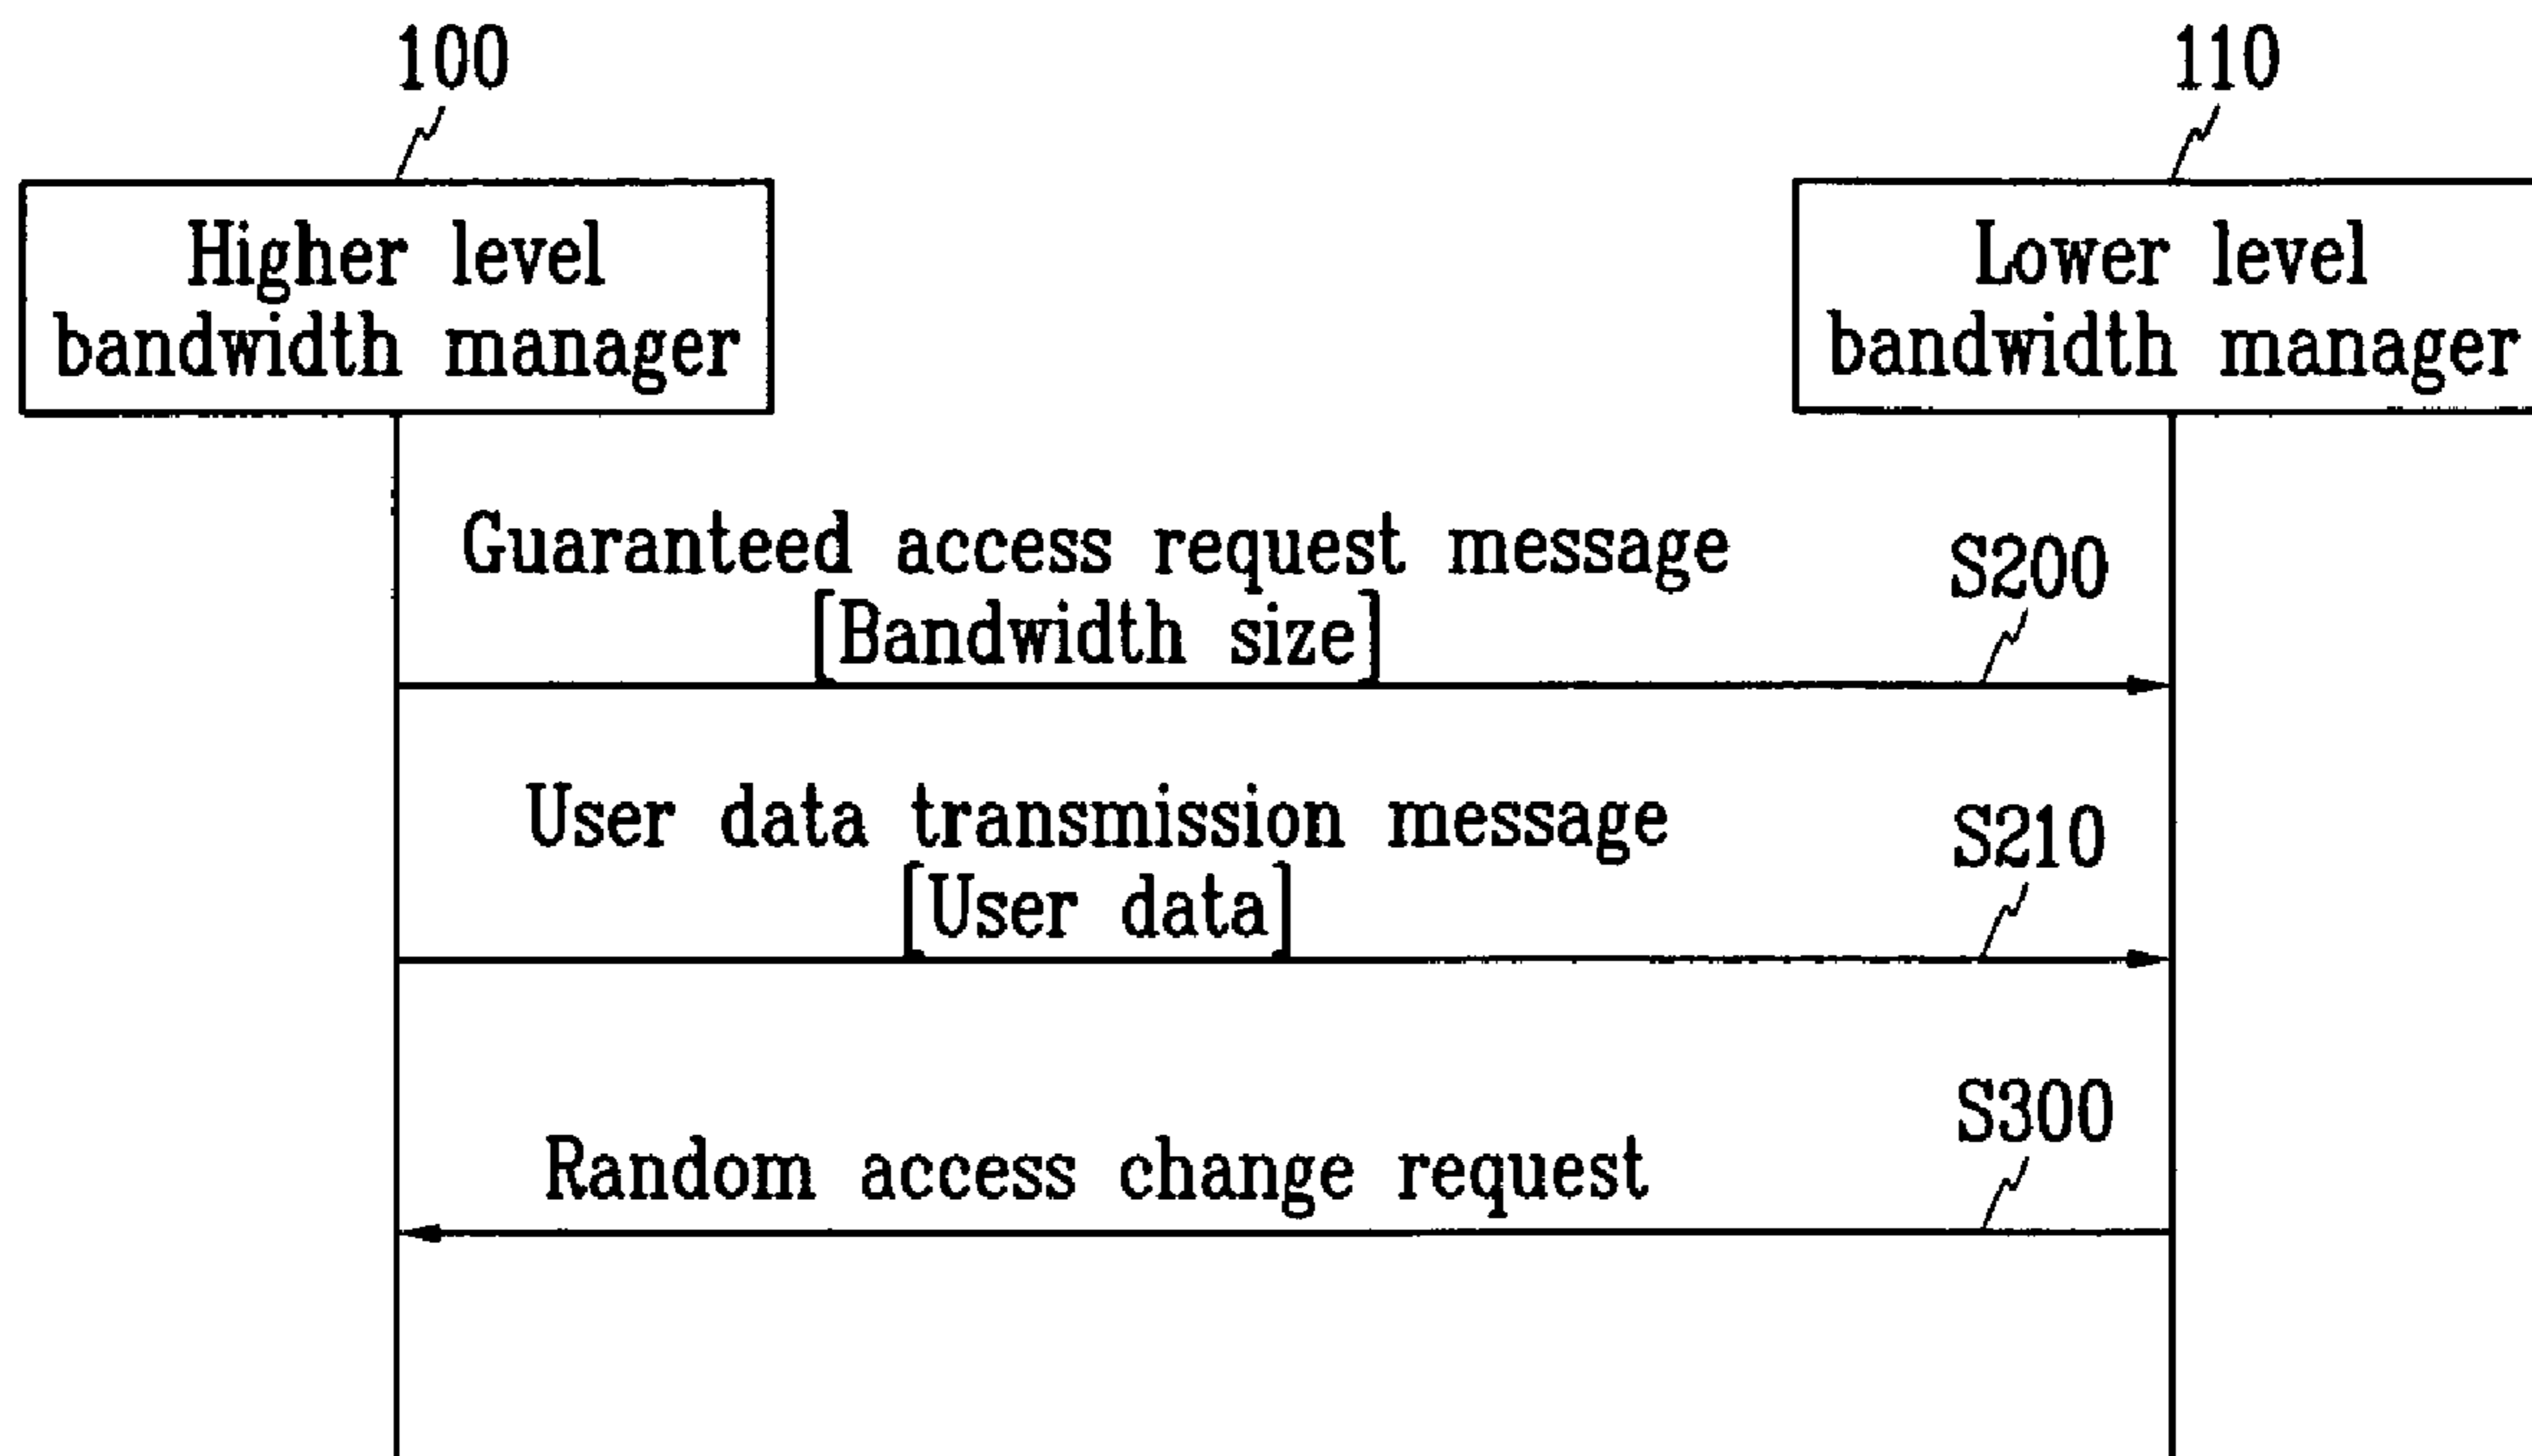 100
110
Higher level
bandwidth manager
Lower level
bandwidth manager
Guaranteed access request message
[Bandwidth size]
S200
User data transmission message
[User data]
S210
Random access change request
S300